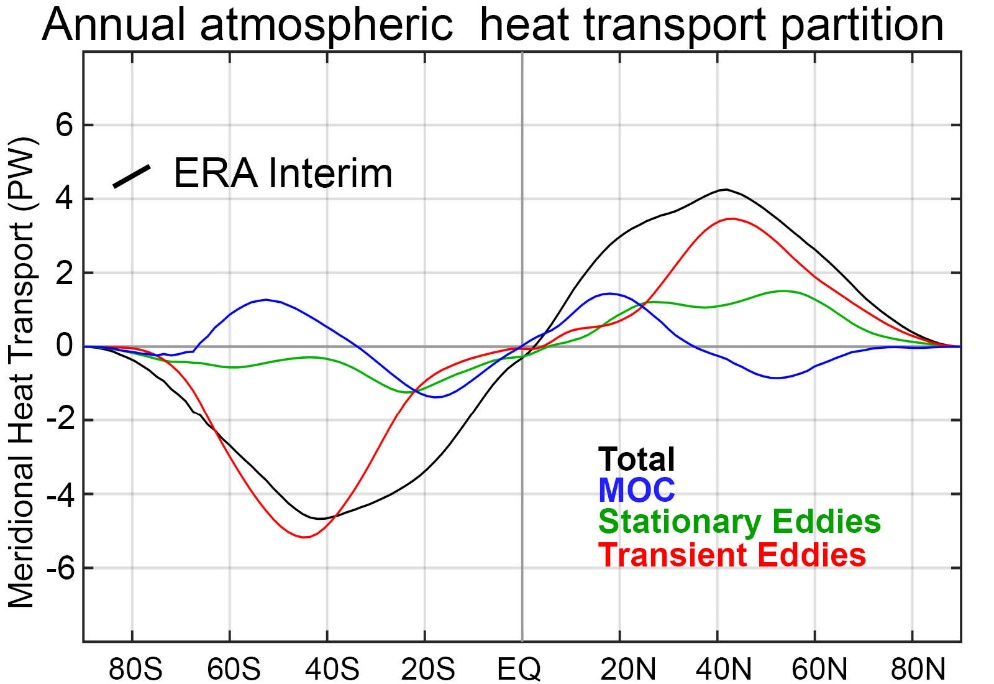 Annual atmospheric heat transport partition
Meridional Heat Transport (PW)
6
4
2
0
-2
-4
-6
ERA Interim
Total
MOC
Stationary Eddies
Transient Eddies
80S 60S 40S 20S EQ 20N 40N 60N 80N